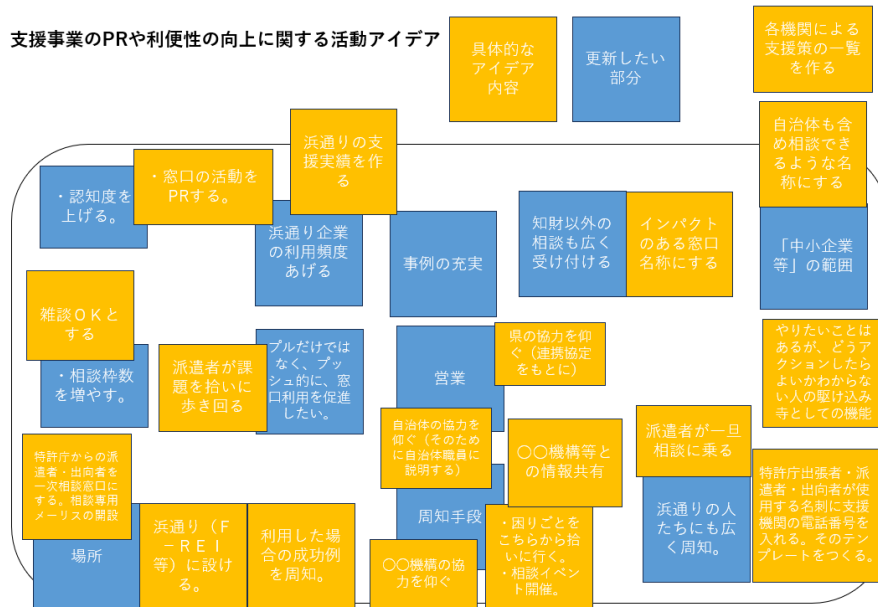 支援事業のPRや利便性の向上に関する活動アイデア
具体的な
アイデア
内容
更新したい
部分
各機関による
支援策の一覧
を作る
自治体も含
め相談でき
るような名
称にする
浜通りの支
援実績を作
る
・窓口の活動を
PRする。
・認知度を
上げる。
浜通り企業
の利用頻度
あげる
事例の充実
知財以外の
相談も広く
受け付ける
インパクト
のある窓口
名称にする
「中小企業
等」の範囲
雑談OKと
する
・相談枠数
を増やす。
派遣者が課
題を拾いに
歩き回る
プルだけでは
なく、プッ
シュ的に、窓
口利用を促進
したい。
営業
県の協力を仰
ぐ（連携協定
をもとに）
やりたいことは
あるが、どうア
クションしたら
よいかわからな
い人の駆け込み
寺としての機能
特許庁からの派
遣者・出向者を
一次相談窓口に
する。相談専用
メーリスの開設
場所
浜通り（F
－REI
等）に設け
る。
利用した場
合の成功例
を周知。
自治体の協力を
仰ぐ（そのため
に自治体職員に
説明する）
周知手段
〇〇機構の協
力を仰ぐ
〇〇機構等と
の情報共有
・困りごとを
こちらから拾
いに行く。
・相談イベン
ト開催。
派遣者が一旦
相談に乗る
浜通りの人
たちにも広
く周知。
特許庁出張者・派
遣者・出向者が使
用する名刺に支援
機関の電話番号を
入れる。そのテン
プレートをつくる。